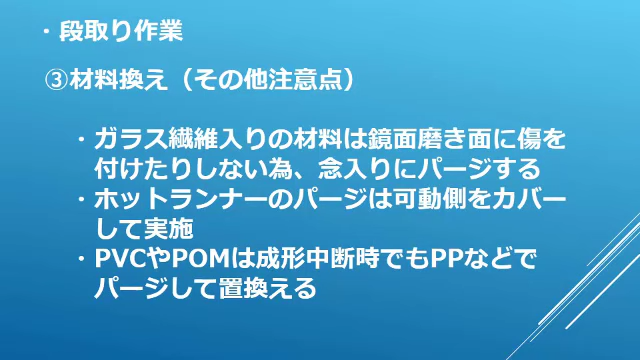 ・段取り作業
③材料換え（その他注意点）
・ガラス繊維入りの材料は鏡面磨き面に傷を
付けたりしない為、念入りにパージする
・ホットランナーのパージは可動側をカバー
して実施
・PVCやPOMは成形中断時でもPPなどで
パージして置換える